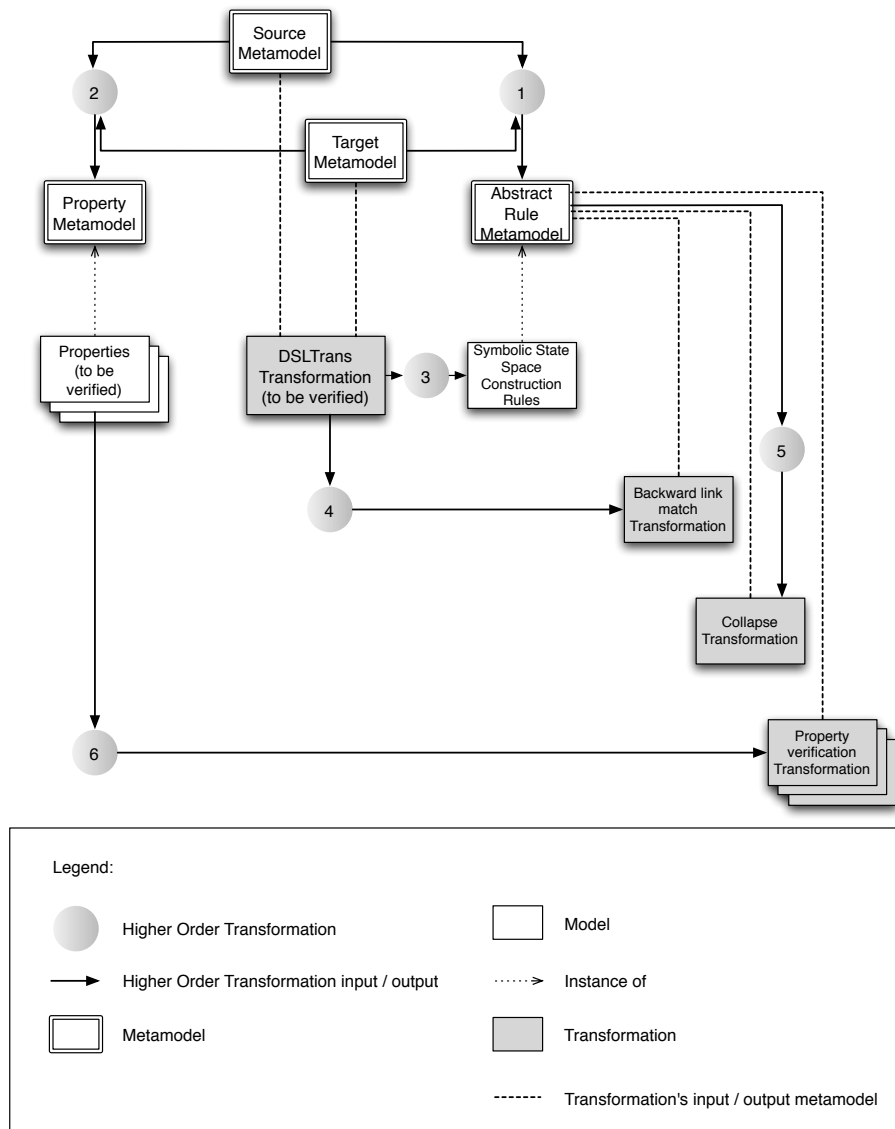 Source
Metamodel
2
1
Target
Metamodel
Property
Metamodel
Abstract
Rule
Metamodel
Properties
(to be
verified)
DSLTrans
Transformation
(to be verified)
3
Symbolic State
Space
Construction
Rules
5
4
Backward link
match
Transformation
Collapse
Transformation
6
Property
verification
Transformation
Legend:
Higher Order Transformation
Model
Higher Order Transformation input / output
Instance of
Metamodel
Transformation
Transformation's input / output metamodel